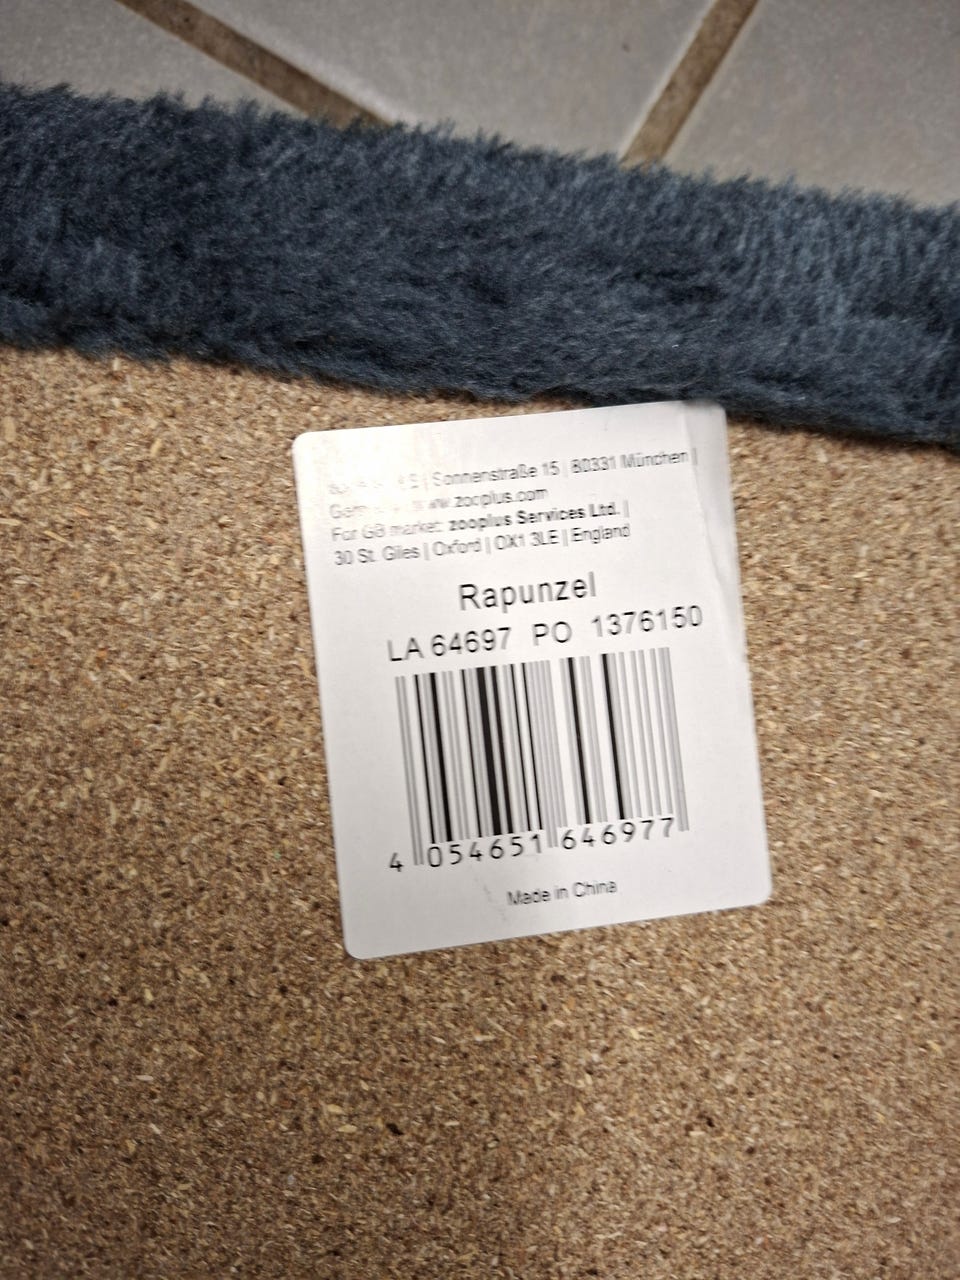 Sonnenstraße 15 | 80331 München |
www.zooplus.com
For GB market: zooplus Services Ltd. |
30 St. Giles | Oxford | OX1 3LE | England
Rapunzel
LA 64697 PO 1376150
4 054651 646977
Made in China